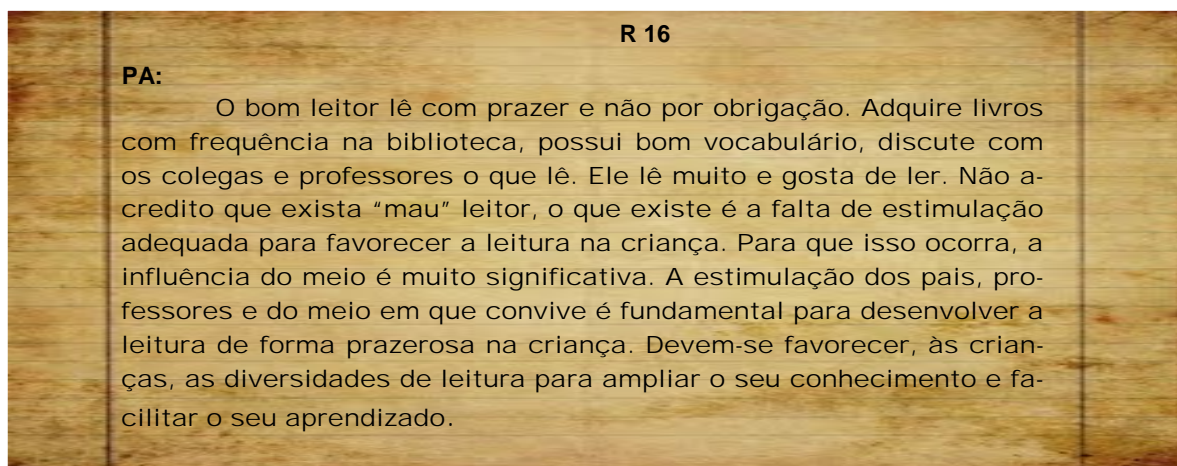 R 16
PA:
O bom leitor lê com prazer e não por obrigação. Adquire livros
com frequência na biblioteca, possui bom vocabulário, discute com
os colegas e professores o que lê. Ele lê muito e gosta de ler. Não a-
credito que exista “mau” leitor, o que existe é a falta de estimulação
adequada para favorecer a leitura na criança. Para que isso ocorra, a
influência do meio é muito significativa. A estimulação dos pais, pro-
fessores e do meio em que convive é fundamental para desenvolver a
leitura de forma prazerosa na criança. Devem-se favorecer, às crian-
ças, as diversidades de leitura para ampliar o seu conhecimento e fa-
cilitar o seu aprendizado.